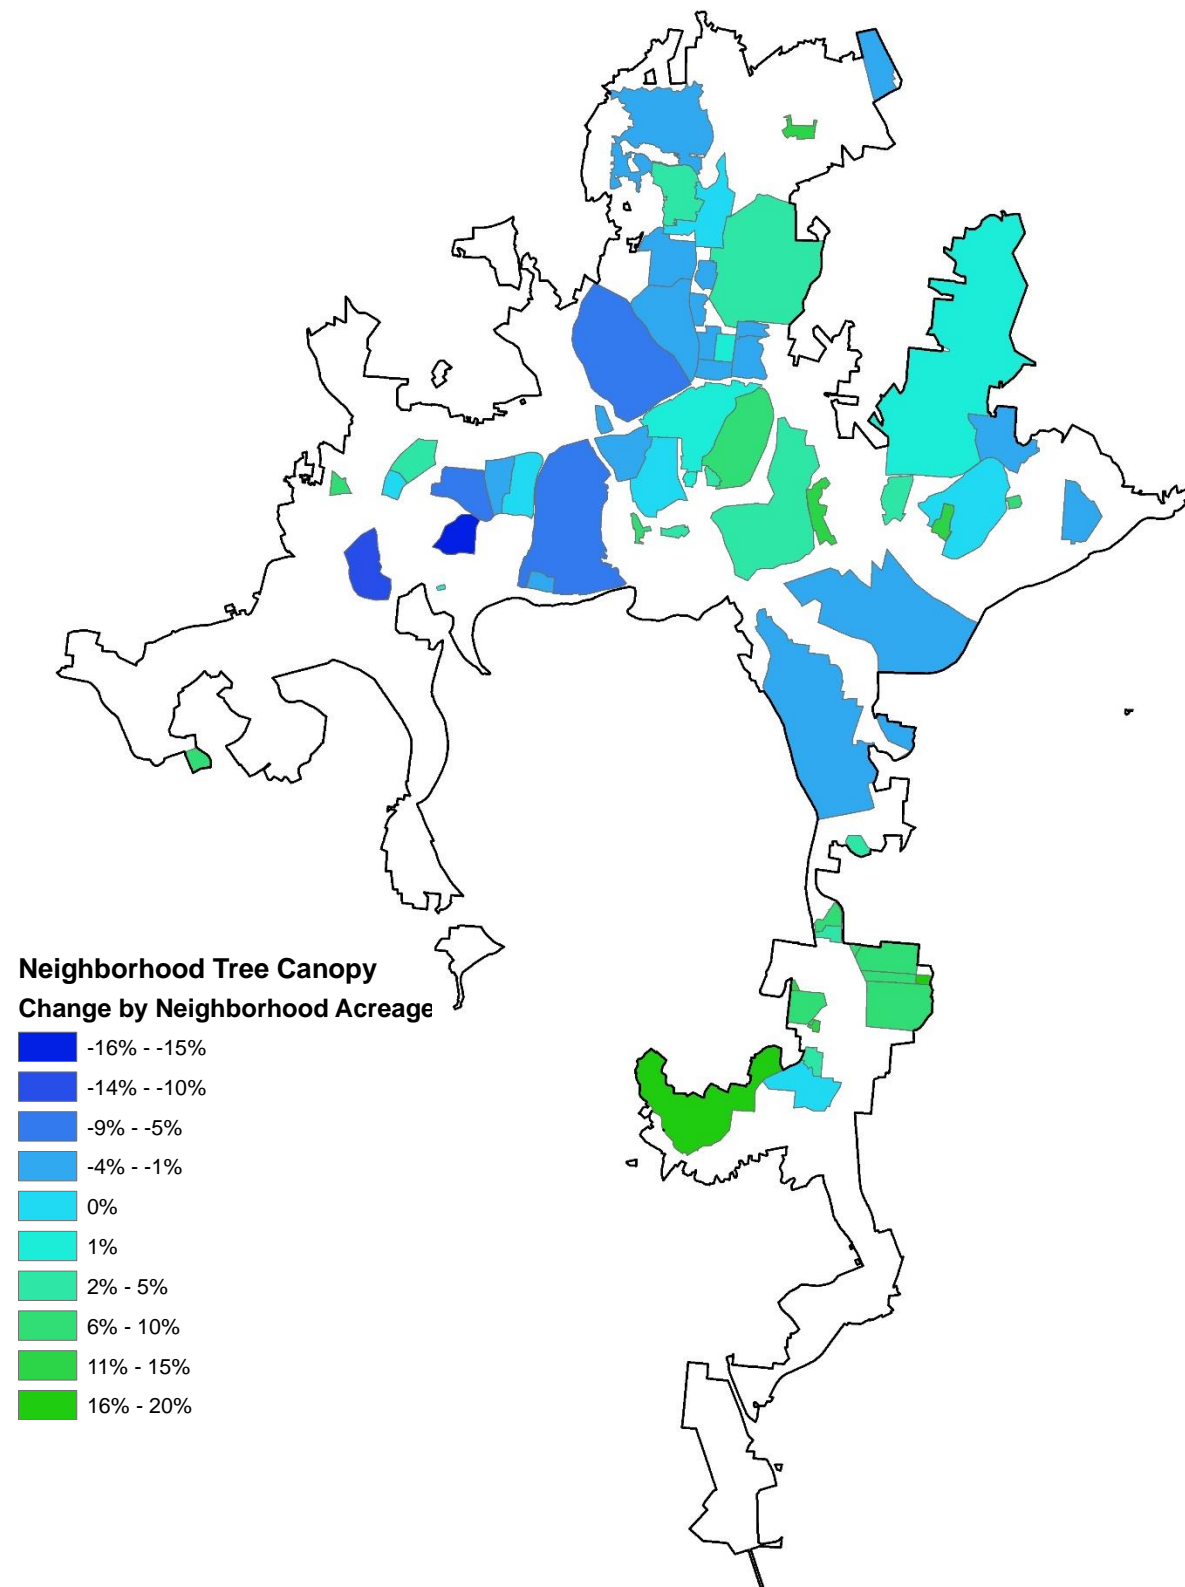 Neighborhood Tree Canopy
Change by Neighborhood Acreage
-16% - -15%
-14% - -10%
-9% - -5%
-4% - -1%
0%
1%
2% - 5%
6% - 10%
11% - 15%
16% - 20%